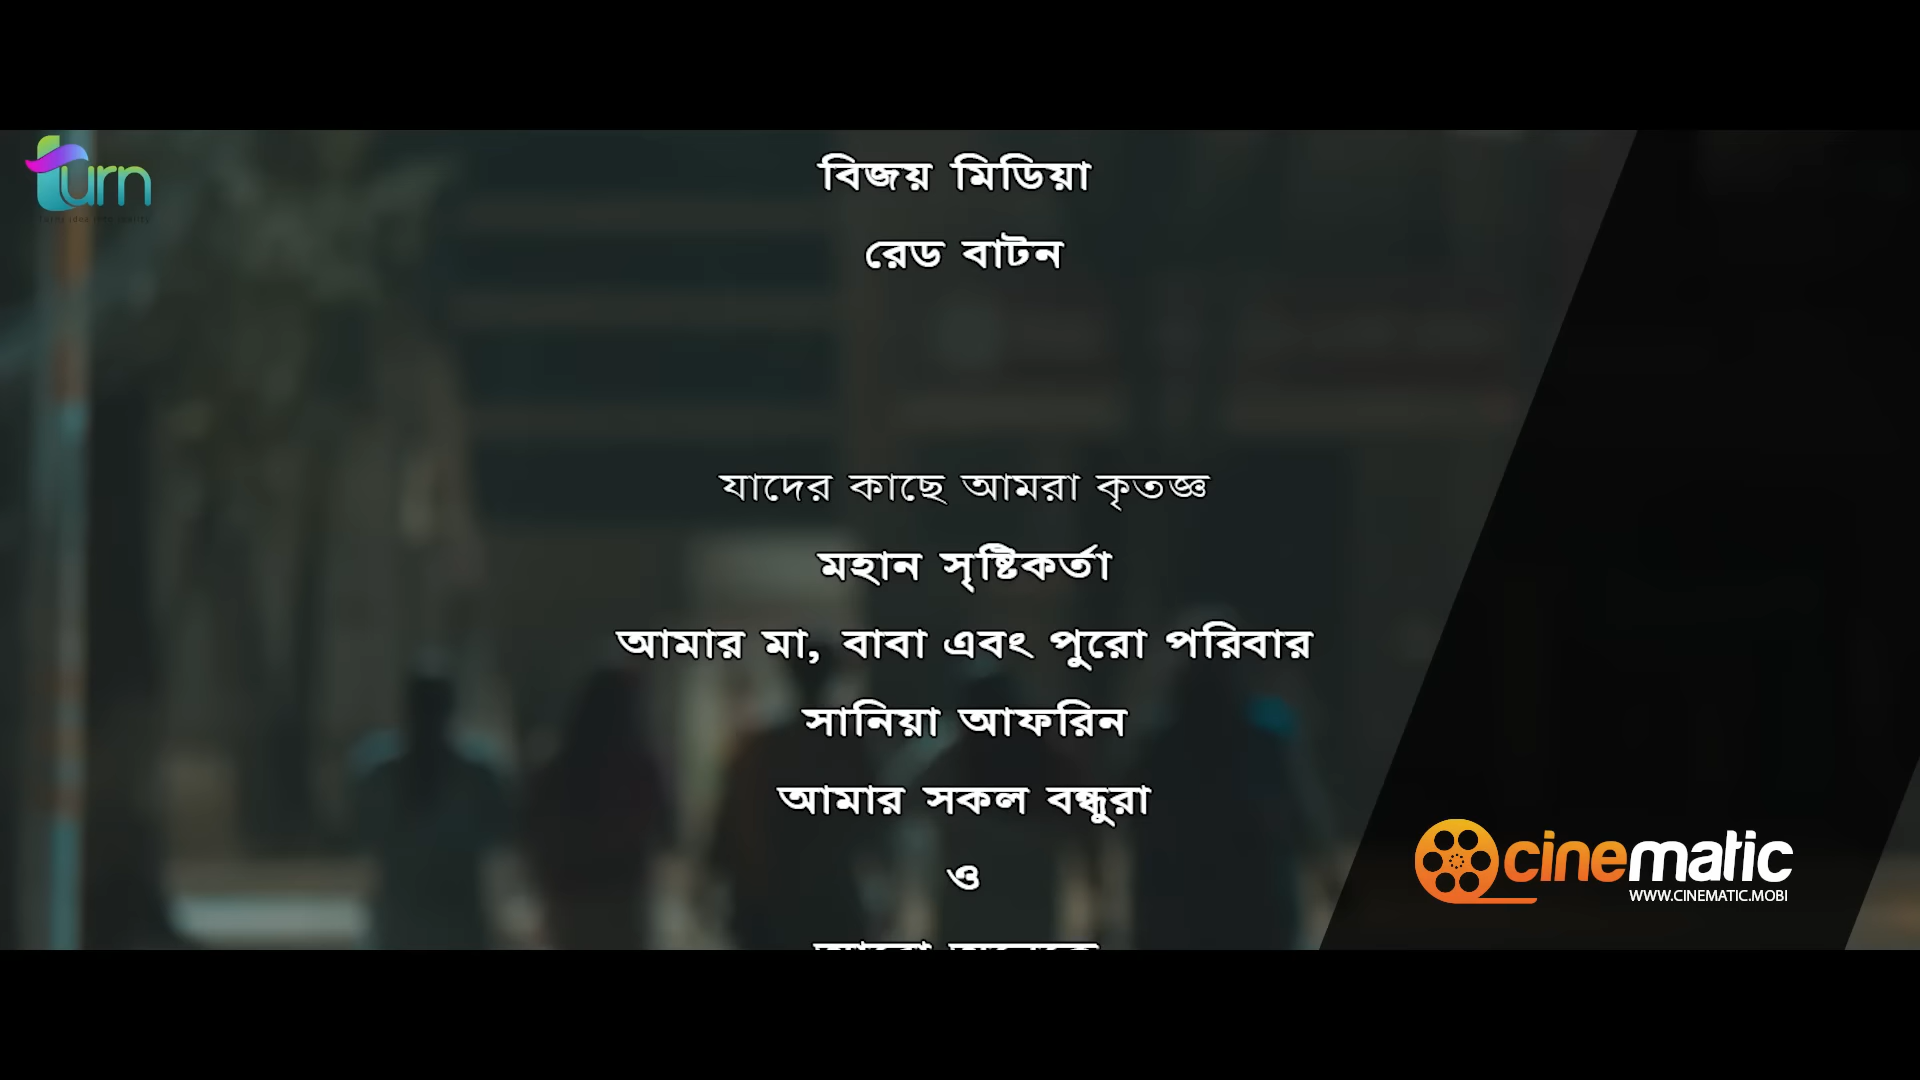 turn
বিজয় মিডিয়া
রেড বাটন
যাদের কাছে আমরা কৃতজ্ঞ
মহান সৃষ্টিকর্তা
আমার মা, বাবা এবং পুরো পরিবার
সানিয়া আফরিন
আমার সকল বন্ধুরা
ও
cinematic
WWW.CINEMATIC.MOBI